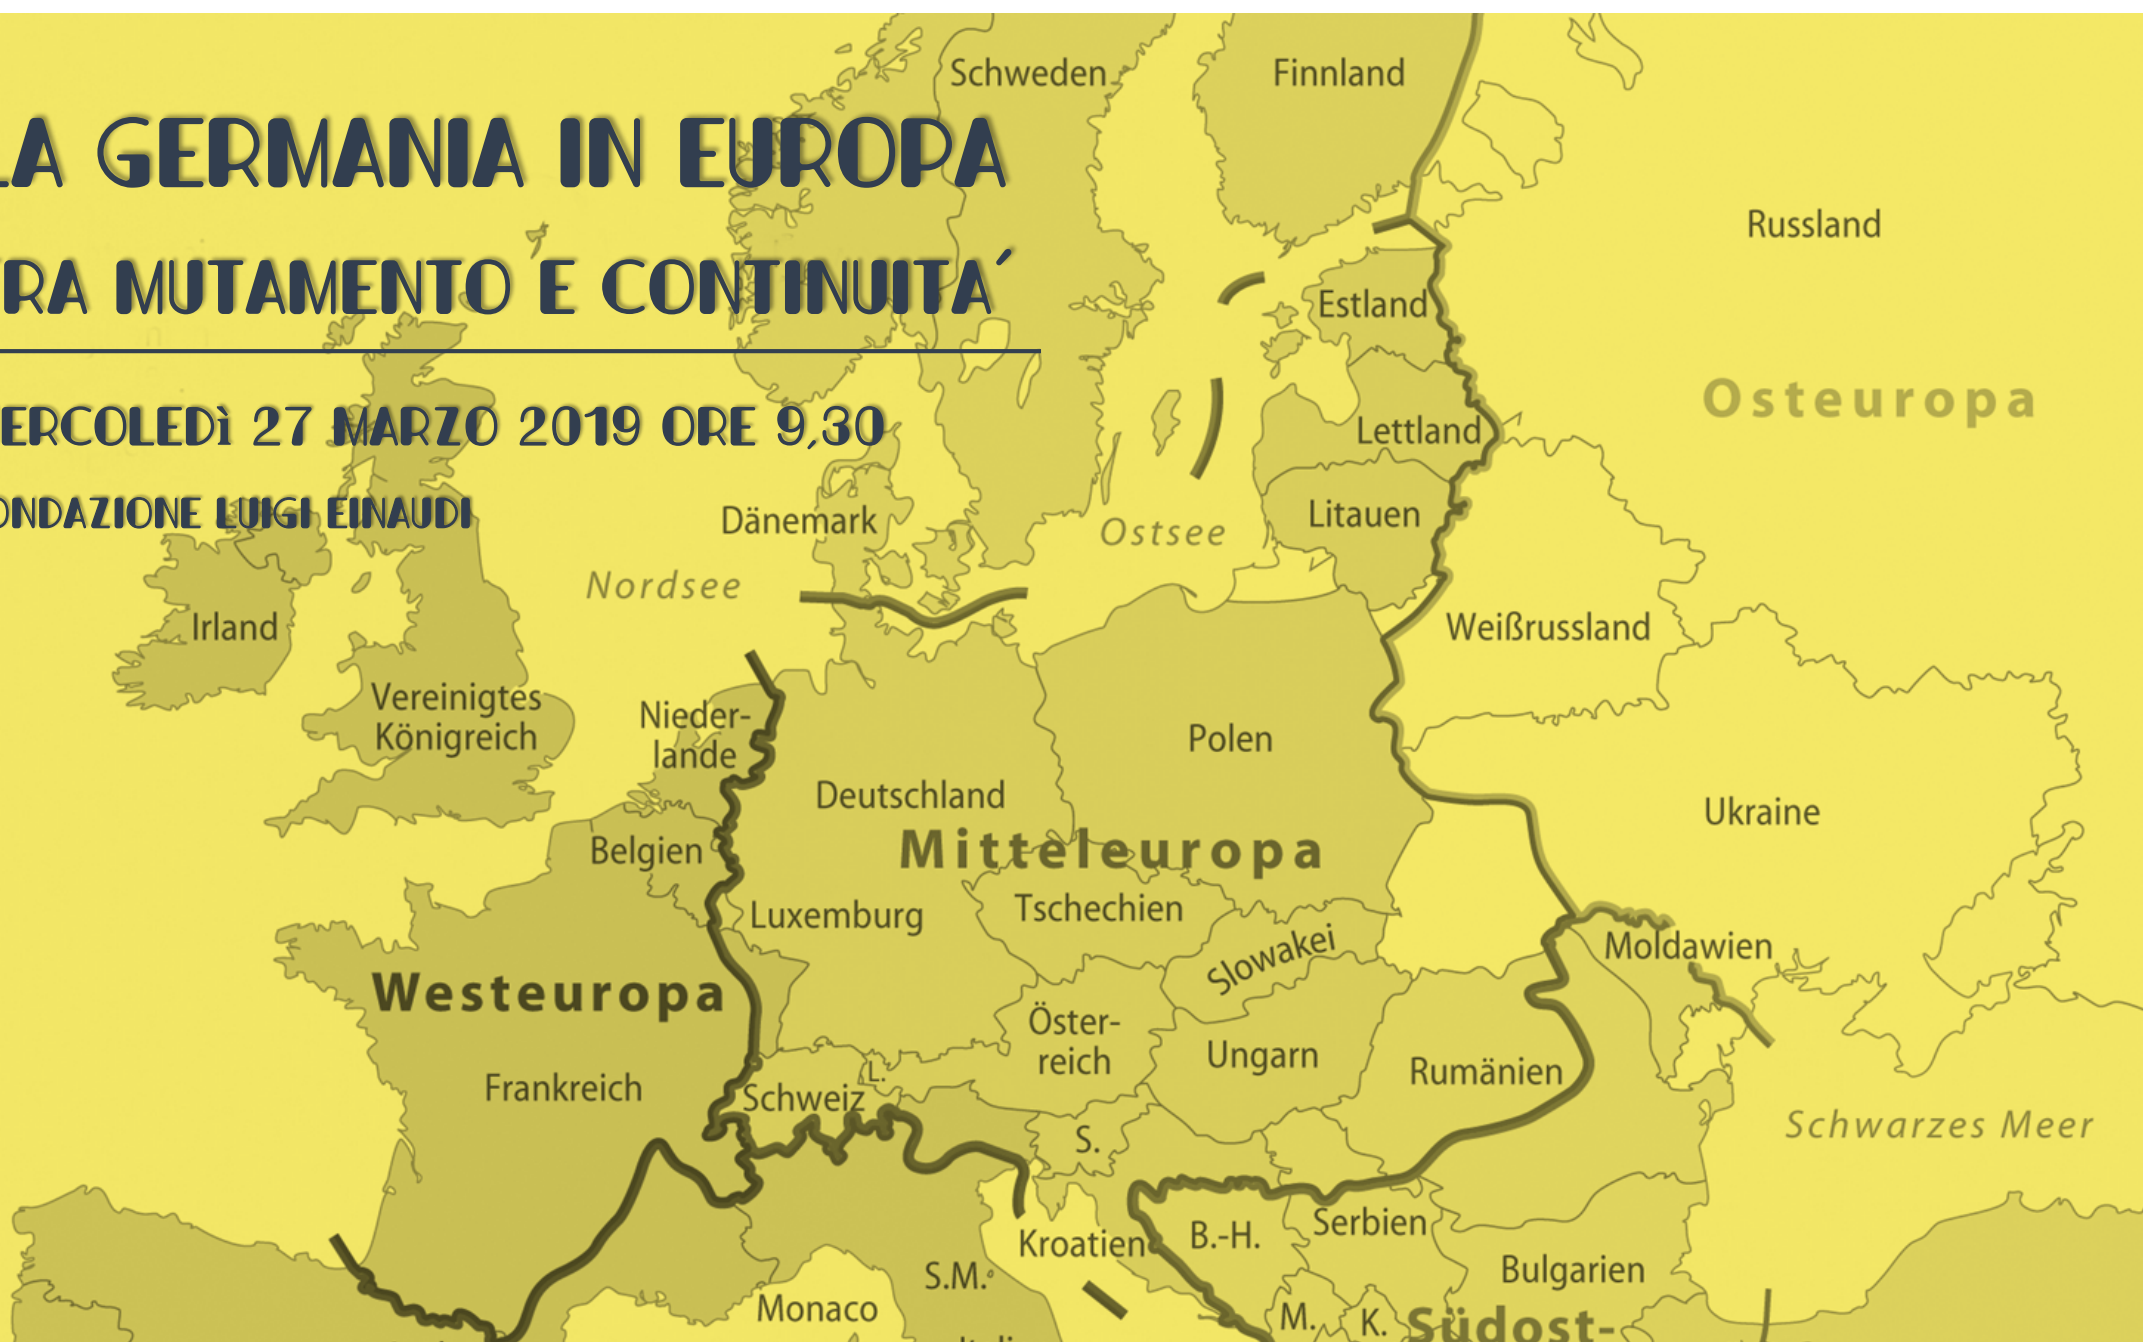 LA GERMANIA IN EUROPA
TRA MUTAMENTO E CONTINUITA´
ERCOLEDÌ 27 MARZO 2019 ORE 9,30
ONDAZIONE LUIGI EINAUDI
Schweden
Finnland
Russland
Estland
Osteuropa
Lettland
Litauen
Dänemark
Ostsee
Nordsee
Irland
Weißrussland
Vereinigtes
Königreich
Nieder-
lande
Polen
Deutschland
Ukraine
Belgien
Mitteleuropa
Luxemburg
Tschechien
Slowakei
Moldawien
Westeuropa
Öster-
reich
Ungarn
Rumänien
Frankreich
Schweiz
L.
Schwarzes Meer
S.
Kroatien
B.-H.
Serbien
Bulgarien
S.M.
Monaco
M.
K.
Südost-